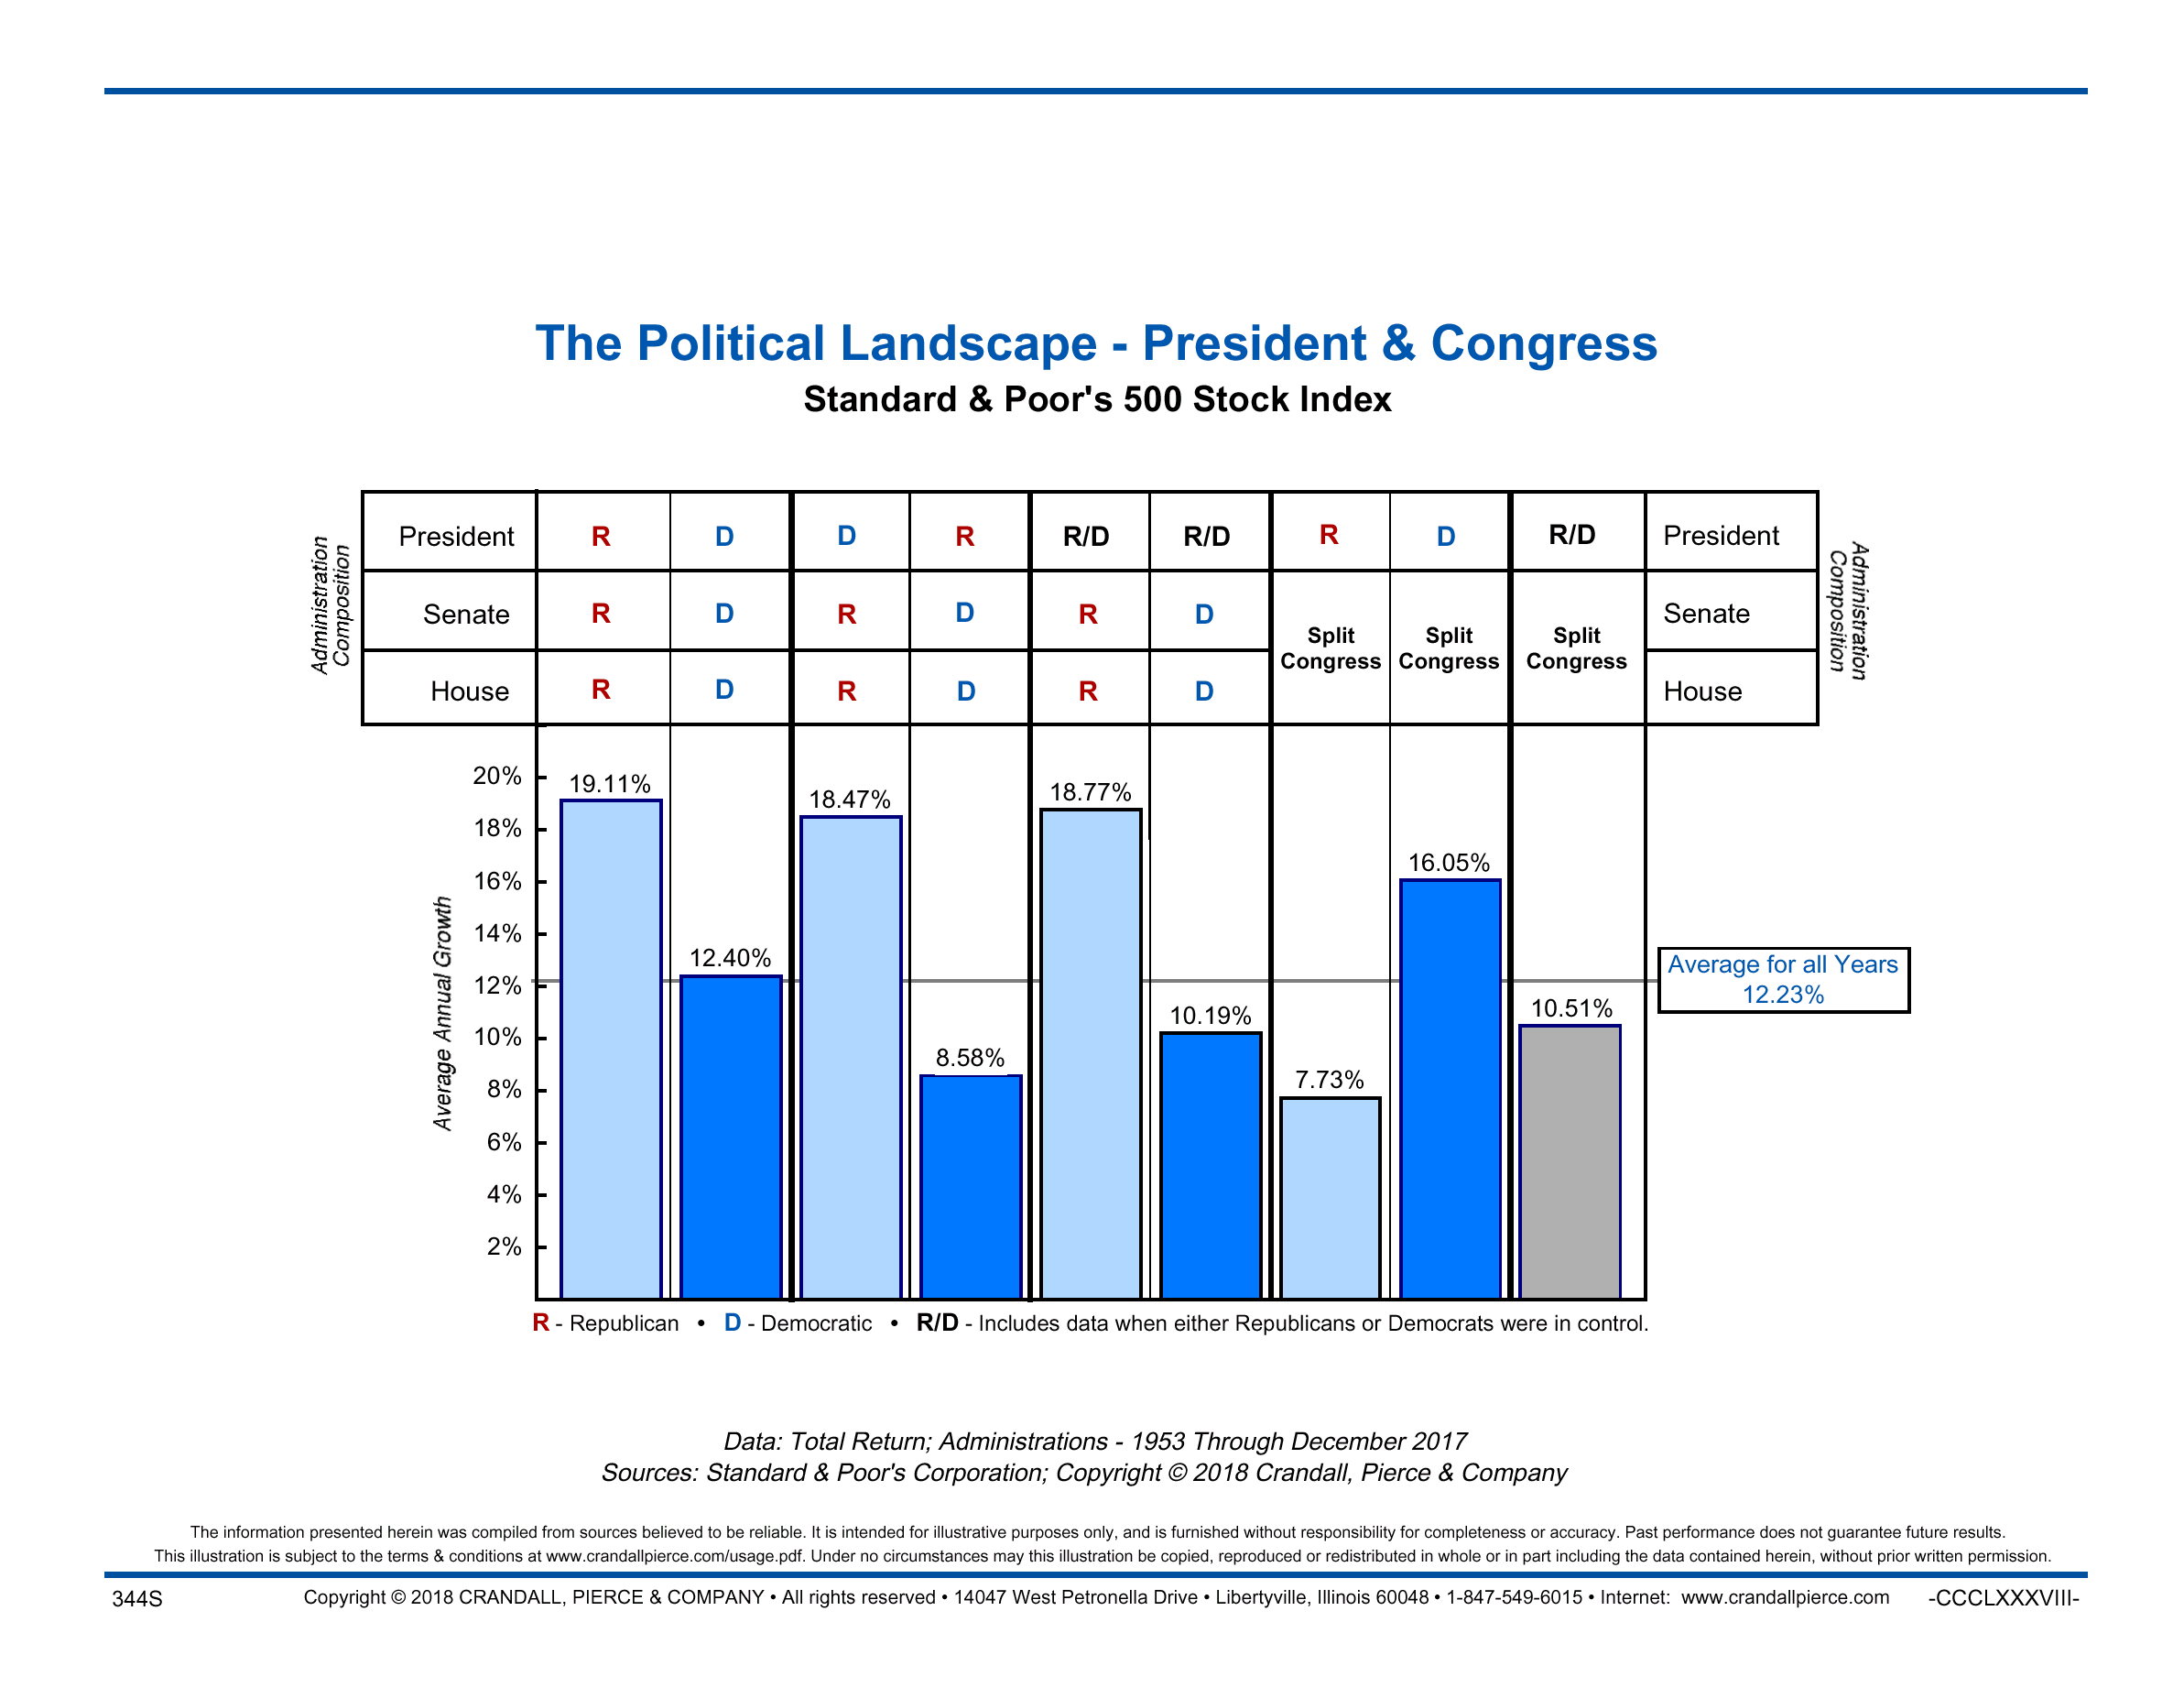 The Political Landscape - President & Congress
Standard & Poor's 500 Stock Index
Administration
Composition
President R D D R R/D R/D R D R/D President
Senate R D R D R D Senate
Split Split Split
Congress Congress Congress
House R D R D R D House
Administration
Composition
Average Annual Growth
20%
18%
16%
14%
12%
10%
8%
6%
4%
2%
19.11%
12.40%
18.47%
8.58%
18.77%
10.19%
7.73%
16.05%
10.51%
Average for all Years
12.23%
R - Republican • D - Democratic • R/D - Includes data when either Republicans or Democrats were in control.
Data: Total Return; Administrations - 1953 Through December 2017
Sources: Standard & Poor's Corporation; Copyright © 2018 Crandall, Pierce & Company
The information presented herein was compiled from sources believed to be reliable. It is intended for illustrative purposes only, and is furnished without responsibility for completeness or accuracy. Past performance does not guarantee future results.
This illustration is subject to the terms & conditions at www.crandallpierce.com/usage.pdf. Under no circumstances may this illustration be copied, reproduced or redistributed in whole or in part including the data contained herein, without prior written permission.
344S Copyright © 2018 CRANDALL, PIERCE & COMPANY • All rights reserved • 14047 West Petronella Drive • Libertyville, Illinois 60048 • 1-847-549-6015 • Internet: www.crandallpierce.com -CCCLXXXVIII-